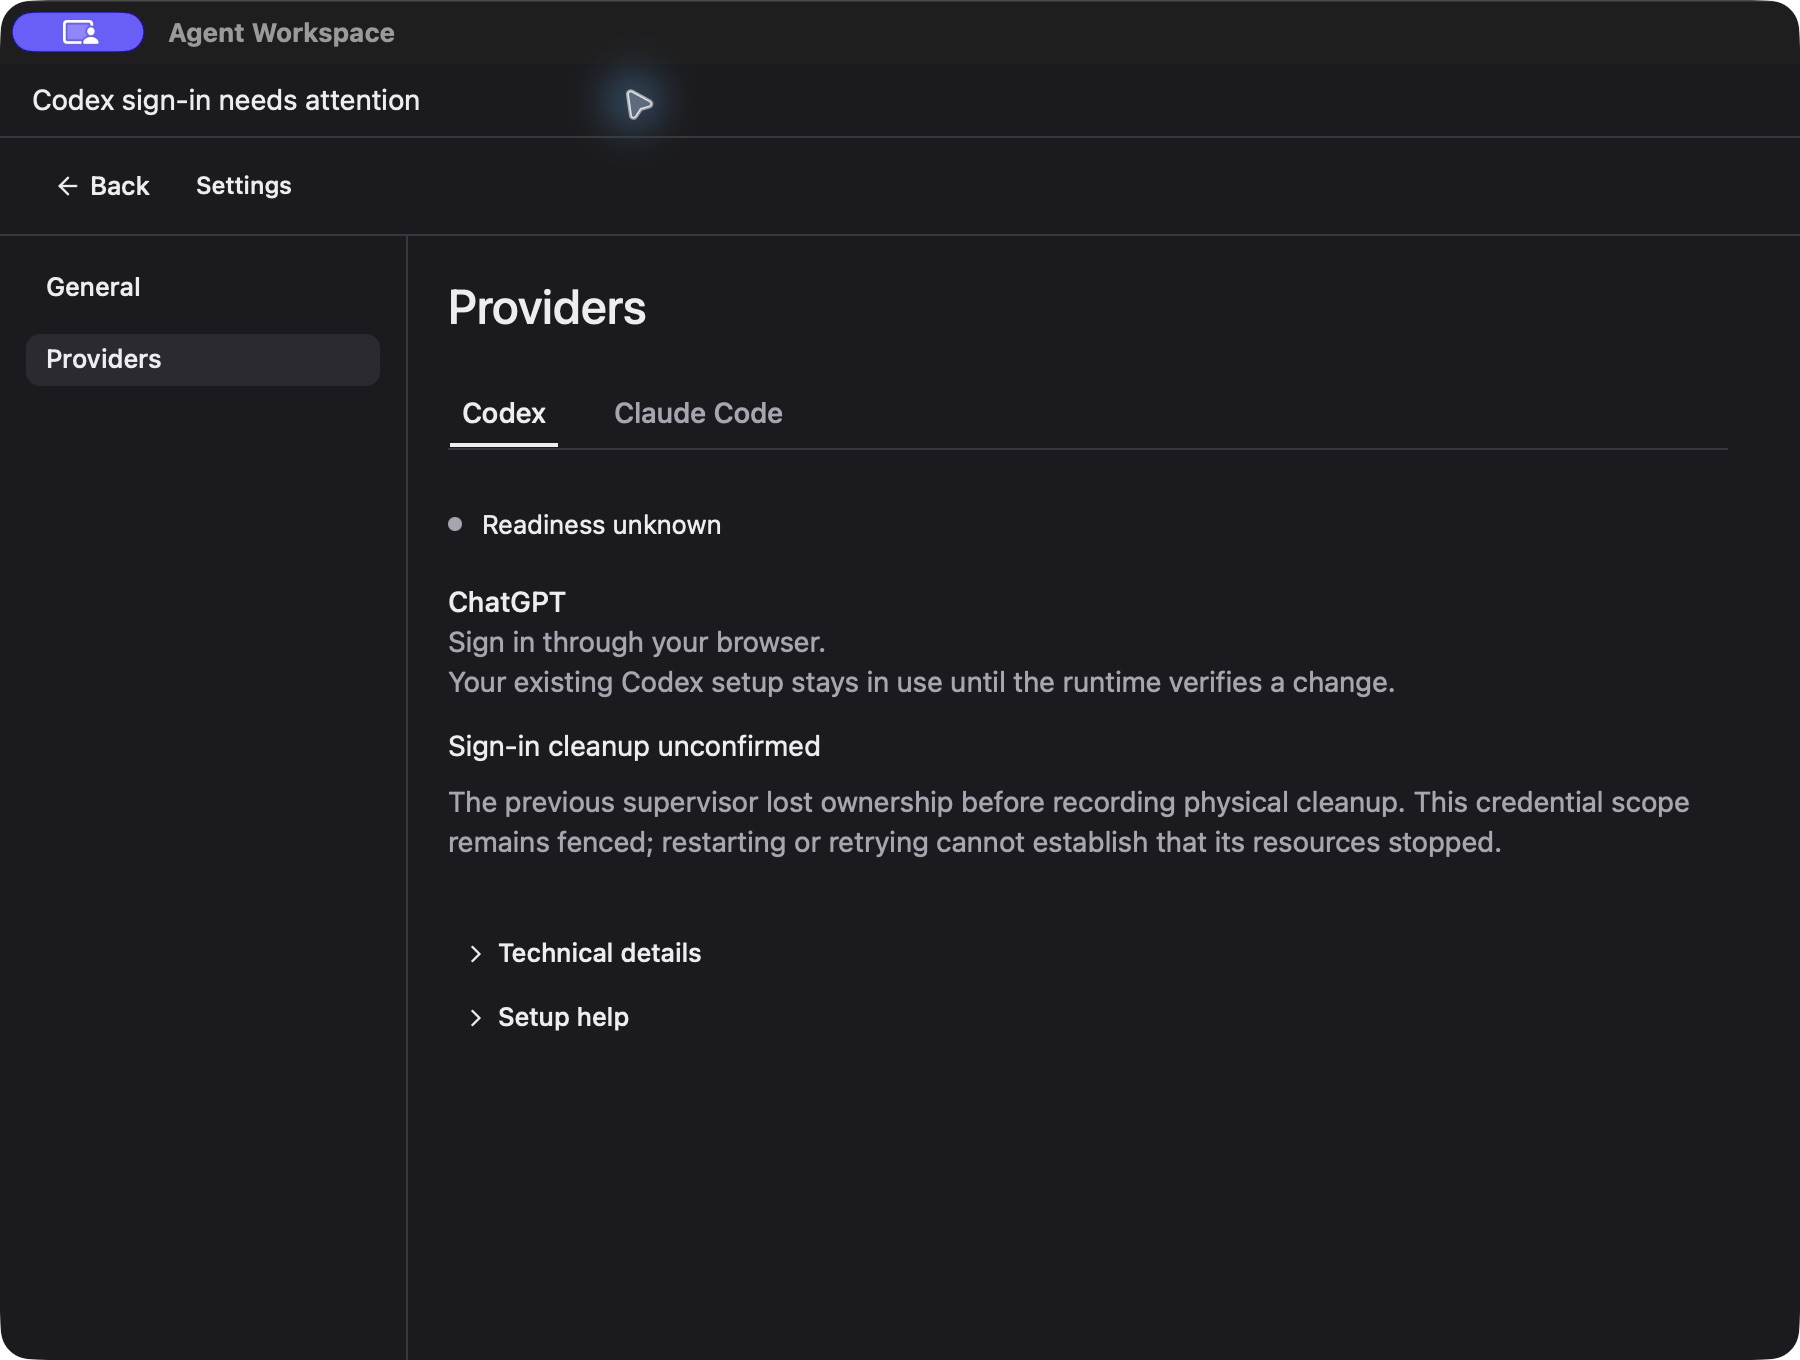 Agent Workspace
Codex sign-in needs attention
Back
Settings
General
Providers
Providers
Codex
Claude Code
Readiness unknown
ChatGPT
Sign in through your browser.
Your existing Codex setup stays in use until the runtime verifies a change.
Sign-in cleanup unconfirmed
The previous supervisor lost ownership before recording physical cleanup. This credential scope
remains fenced; restarting or retrying cannot establish that its resources stopped.
Technical details
Setup help